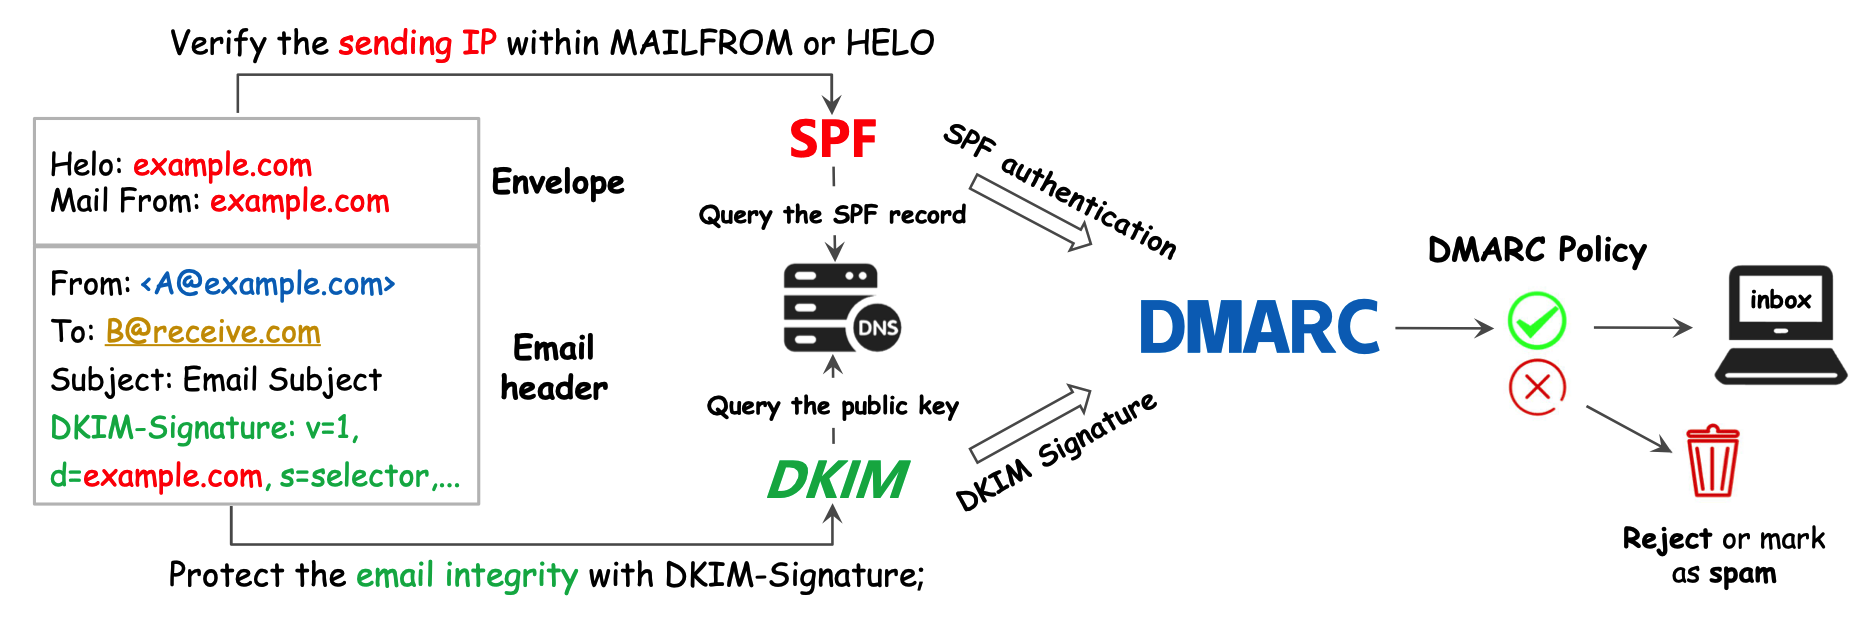 Verify the sending IP within MAILFROM or HELO
Helo: example.com
Mail From: example.com
Envelope
From: <A@example.com>
To: B@receive.com
Subject: Email Subject
DKIM-Signature: v=1,
d=example.com, s=selector,...
Email
header
SPF
Query the SPF record
DNS
Query the public key
DKIM
Protect the email integrity with DKIM-Signature;
SPF authentication
DKIM Signature
DMARC
DMARC Policy
inbox
Reject or mark
as spam